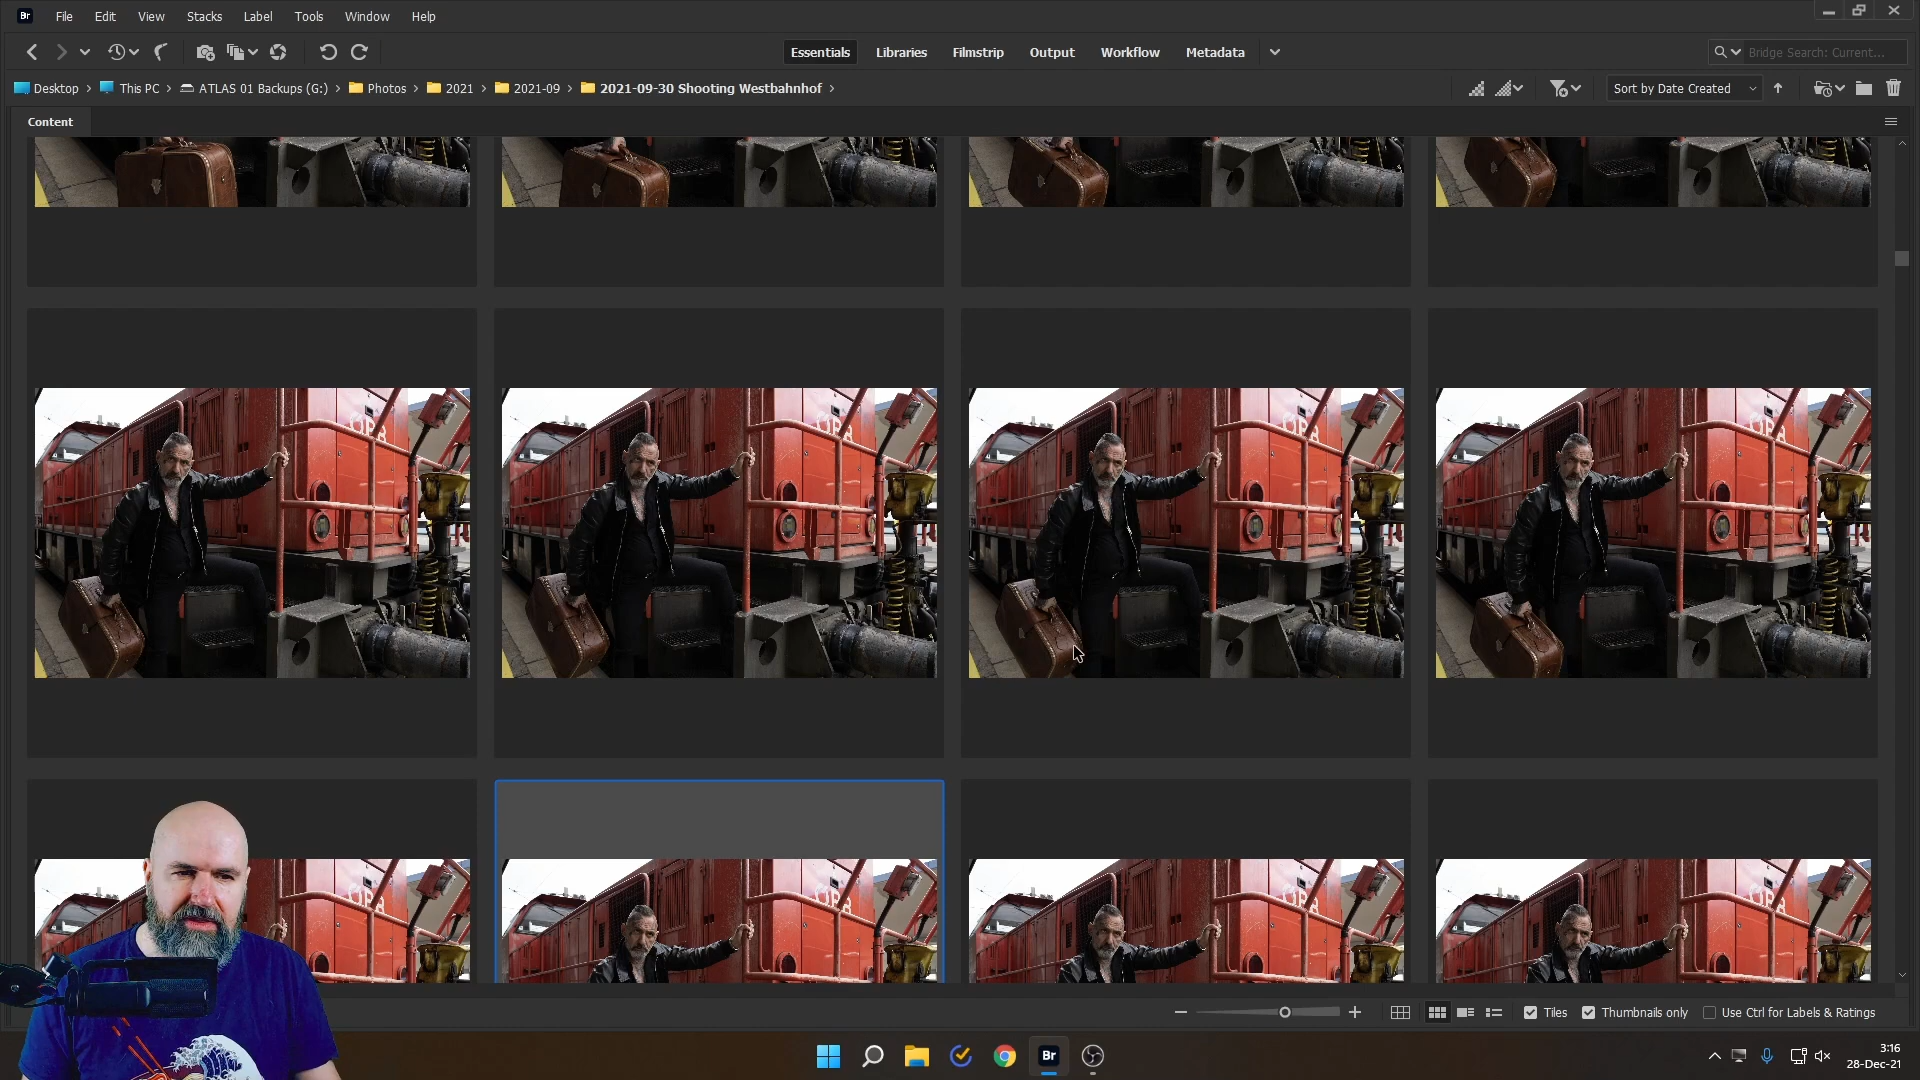 Br File Edit View Stacks Label Tools Window Help
Essentials Libraries Filmstrip Output Workflow Metadata Bridge Search: Current...
Desktop This PC ATLAS 01 Backups (G:) Photos 2021 2021-09 2021-09-30 Shooting Westbahnhof Sort by Date Created
Content
Tiles Thumbnails only Use Ctrl for Labels & Ratings
Br 3:16
28-Dec-21